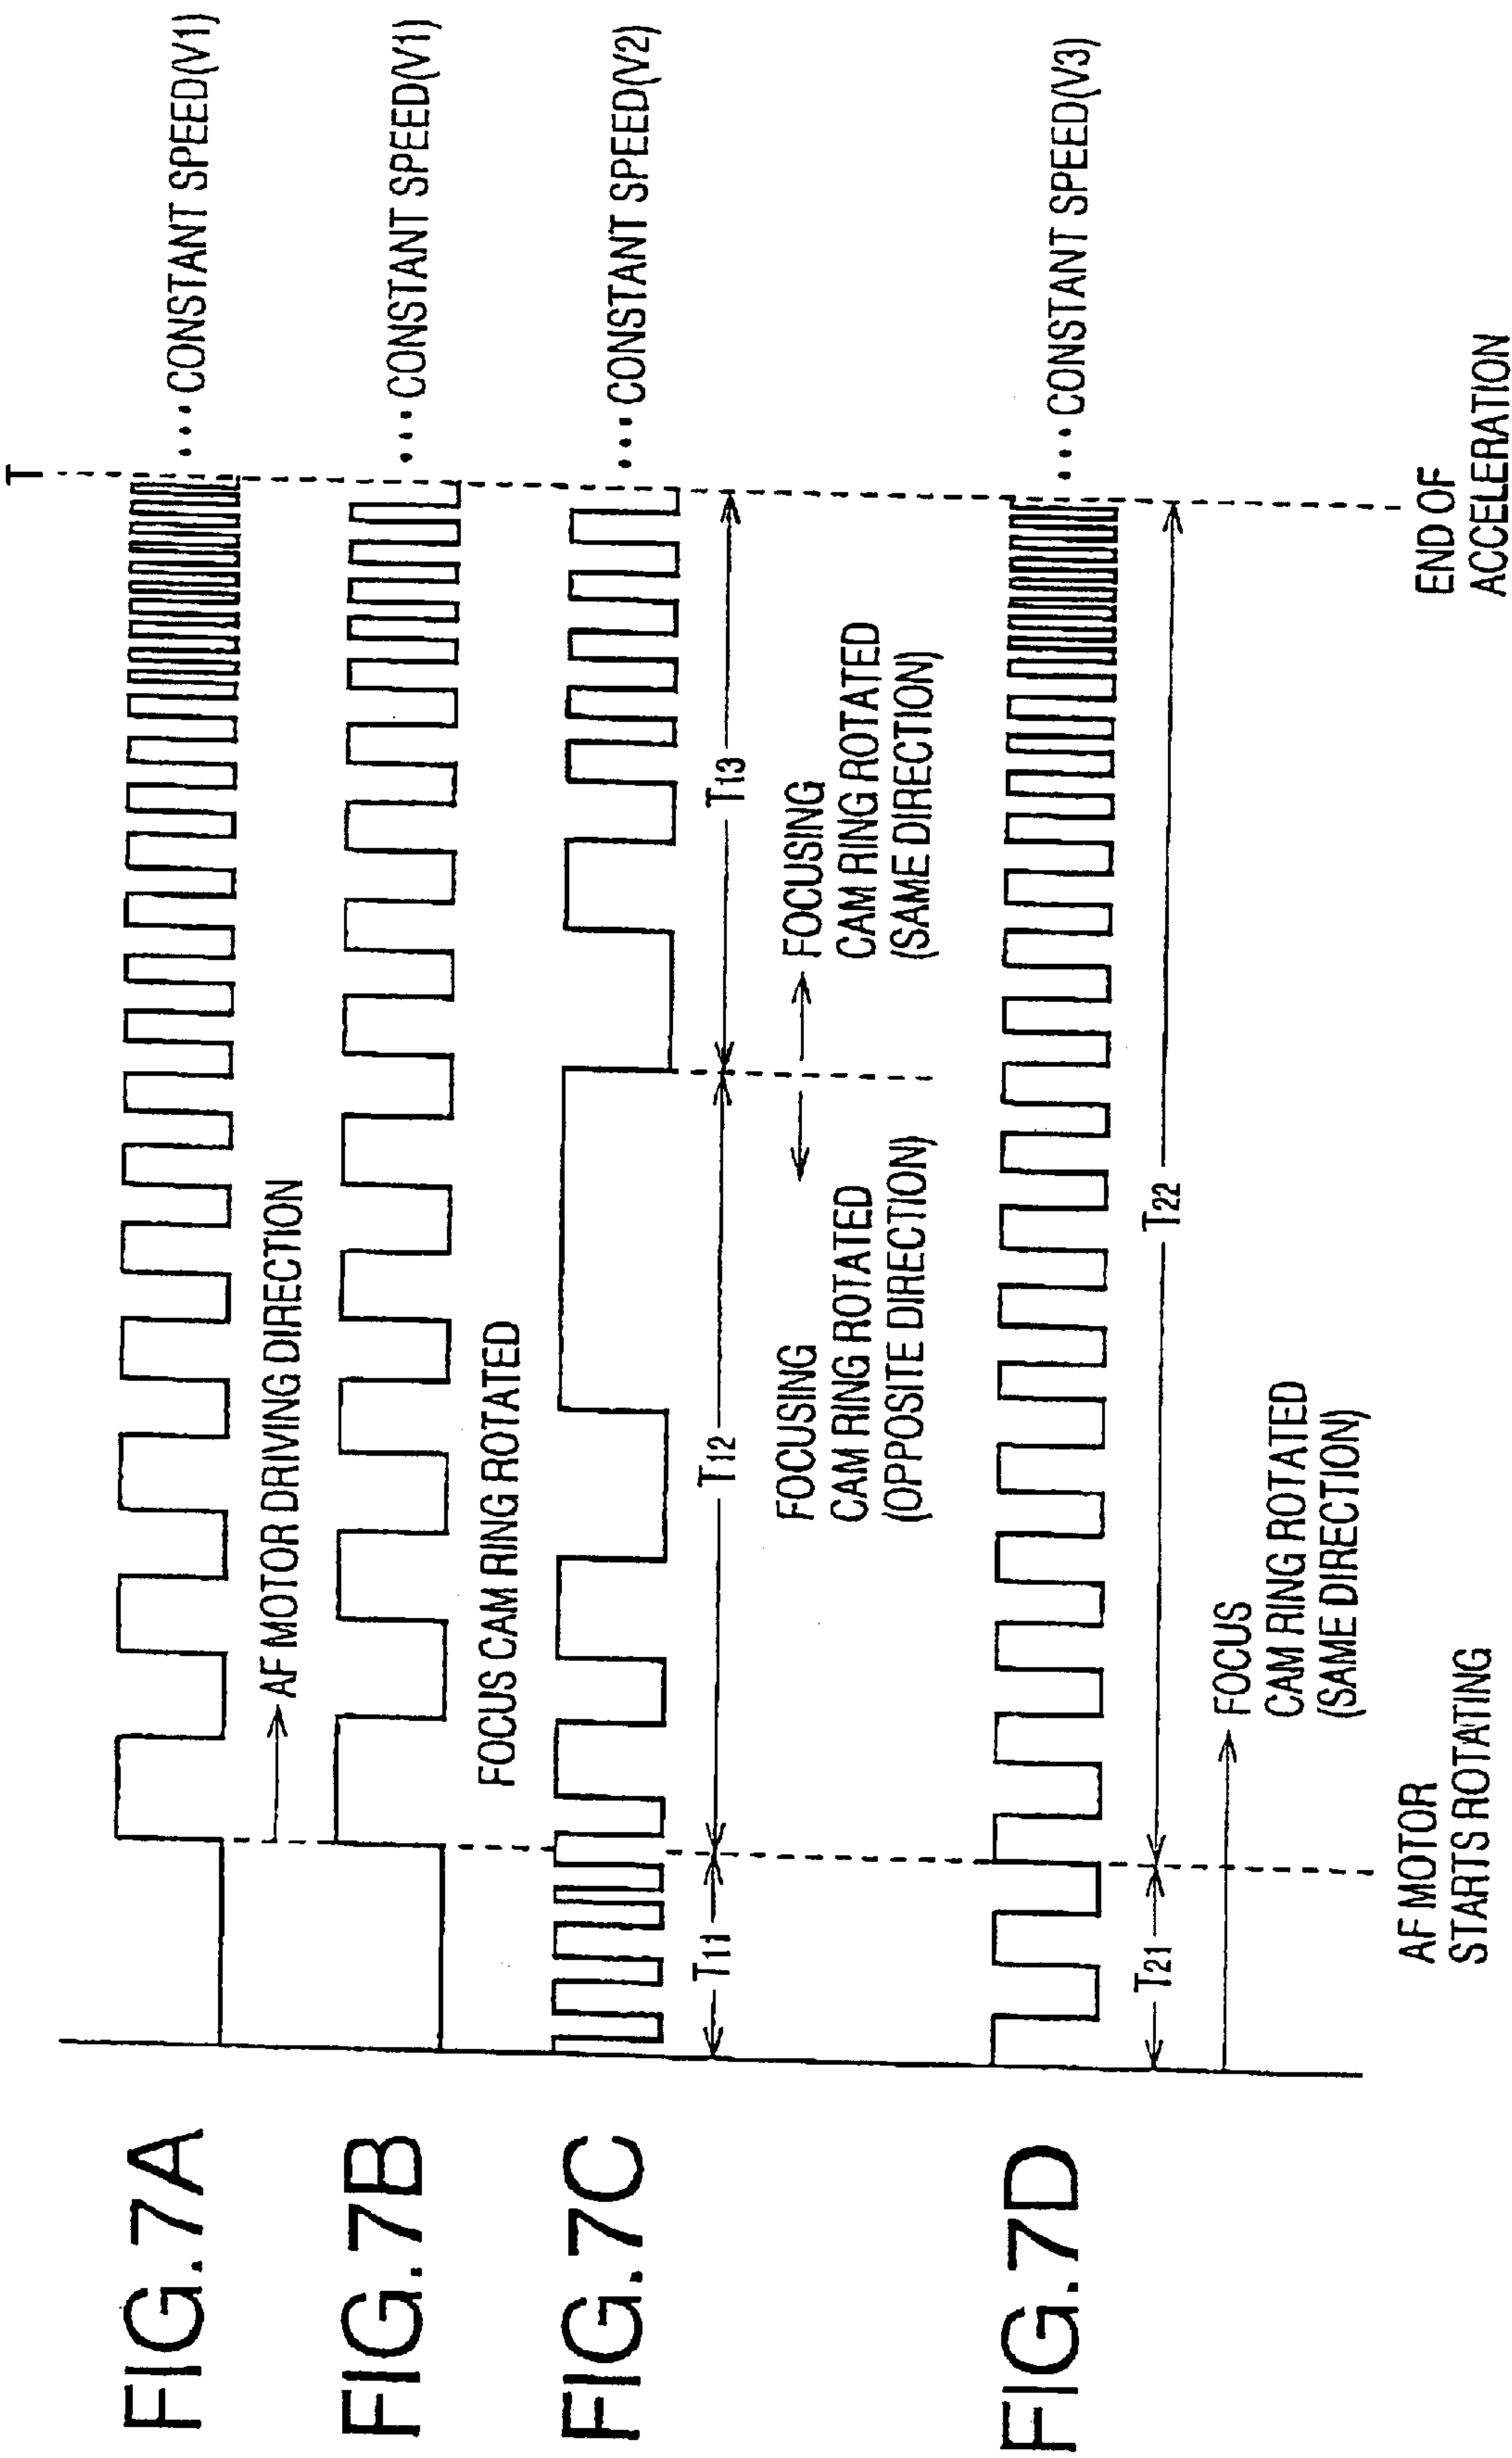 FIG.7A
T
•••CONSTANT SPEED(V1)
AF MOTOR DRIVING DIRECTION
FIG.7B
•••CONSTANT SPEED(V1)
FOCUS CAM RING ROTATED
FIG.7C
•••CONSTANT SPEED(V2)
T11
T12
T13
FOCUSING
CAM RING ROTATED
(OPPOSITE DIRECTION)
FOCUSING
CAM RING ROTATED
(SAME DIRECTION)
FIG.7D
•••CONSTANT SPEED(V3)
T21
T22
FOCUS
CAM RING ROTATED
(SAME DIRECTION)
AF MOTOR
STARTS ROTATING
END OF
ACCELERATION